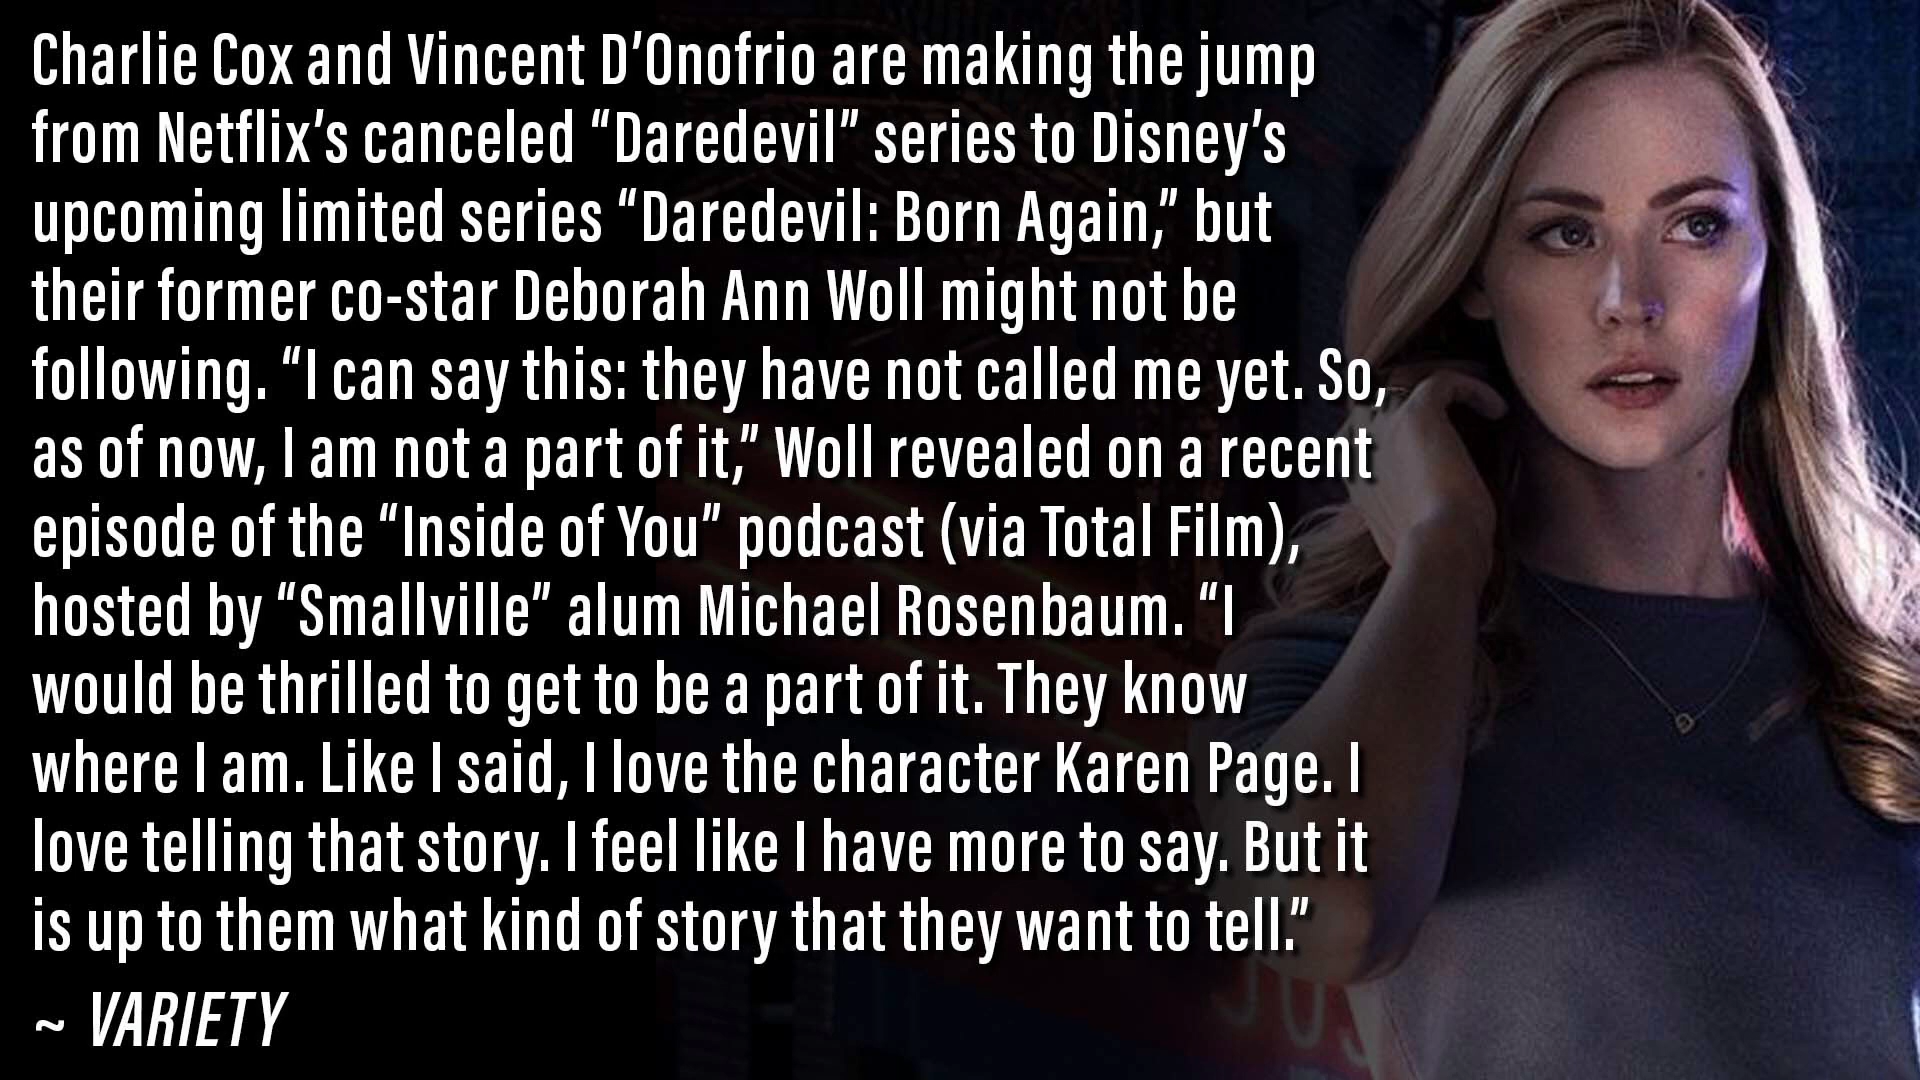 Charlie Cox and Vincent D’Onofrio are making the jump
from Netflix’s canceled “Daredevil” series to Disney’s
upcoming limited series “Daredevil: Born Again,” but
their former co-star Deborah Ann Woll might not be
following. “I can say this: they have not called me yet. So,
as of now, I am not a part of it,” Woll revealed on a recent
episode of the “Inside of You” podcast (via Total Film),
hosted by “Smallville” alum Michael Rosenbaum. “I
would be thrilled to get to be a part of it. They know
where I am. Like I said, I love the character Karen Page. I
love telling that story. I feel like I have more to say. But it
is up to them what kind of story that they want to tell.”
~ VARIETY